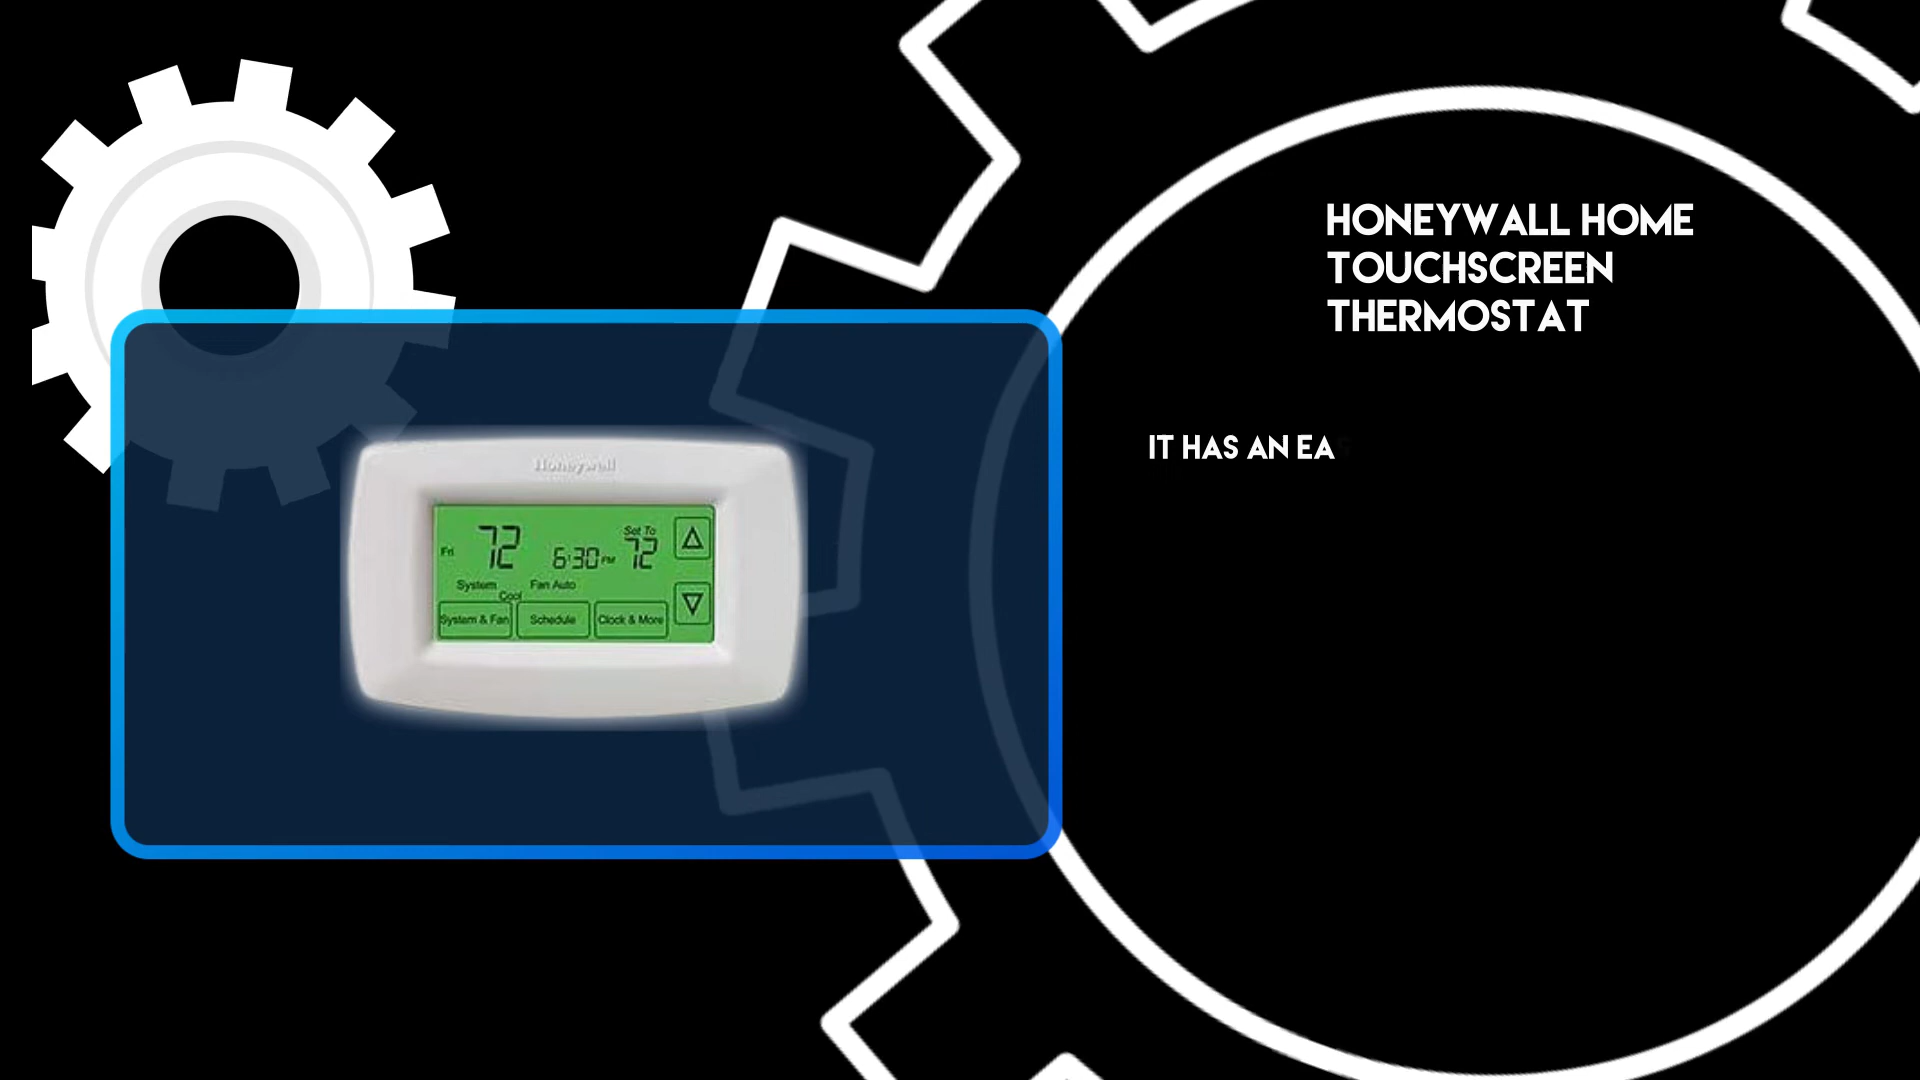 HONEYWALL HOME
TOUCHSCREEN
THERMOSTAT
IT HAS AN EA
Honeywell
Fri 72 6:30 PM Set To 72
System Fan Auto
Cool
System & Fan Schedule Clock & More